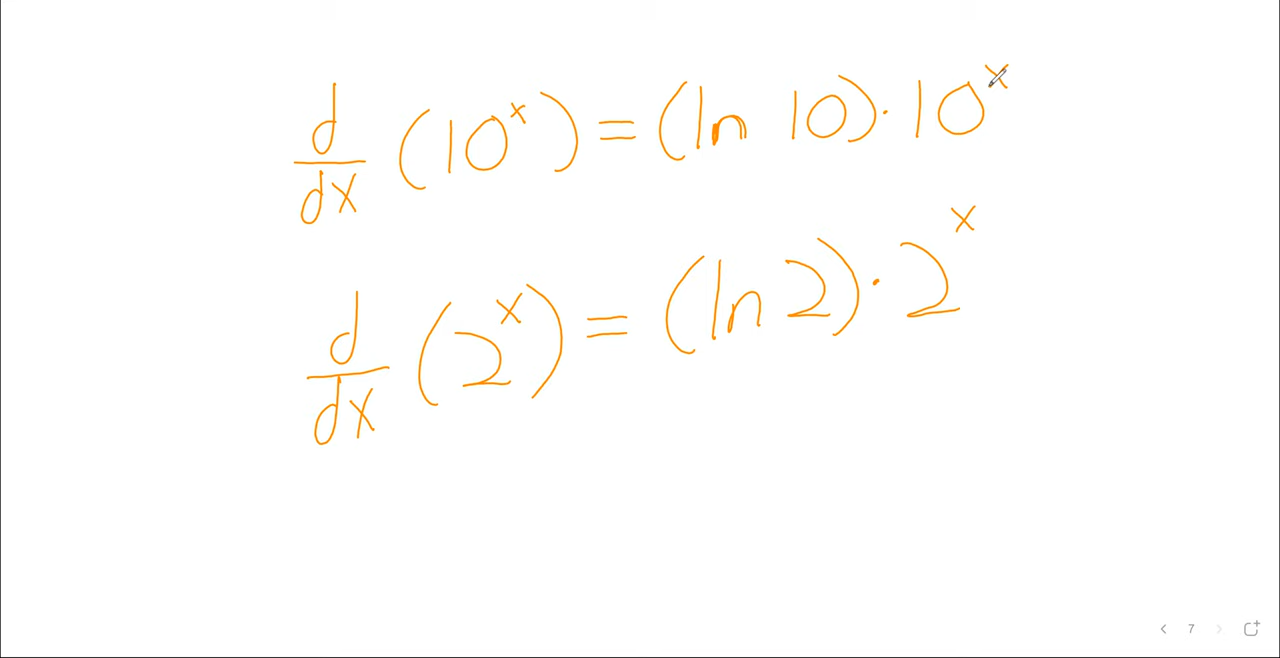 d/dx (10^x) = (ln 10) · 10^x
d/dx (2^x) = (ln 2) · 2^x
7